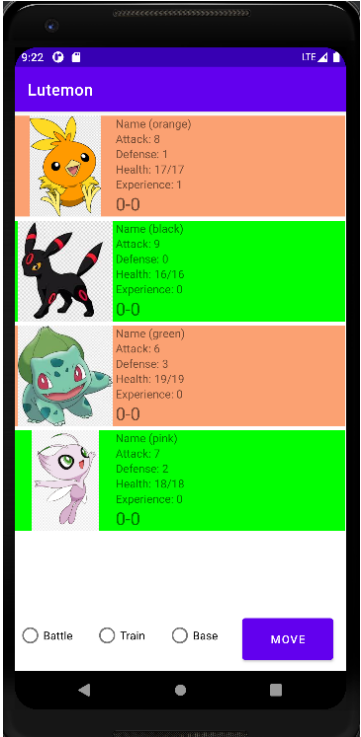 9:22 LTE
Lutemon
Name (orange)
Attack: 8
Defense: 1
Health: 17/17
Experience: 1
0-0
Name (black)
Attack: 9
Defense: 0
Health: 16/16
Experience: 0
0-0
Name (green)
Attack: 6
Defense: 3
Health: 19/19
Experience: 0
0-0
Name (pink)
Attack: 7
Defense: 2
Health: 18/18
Experience: 0
0-0
Battle Train Base MOVE